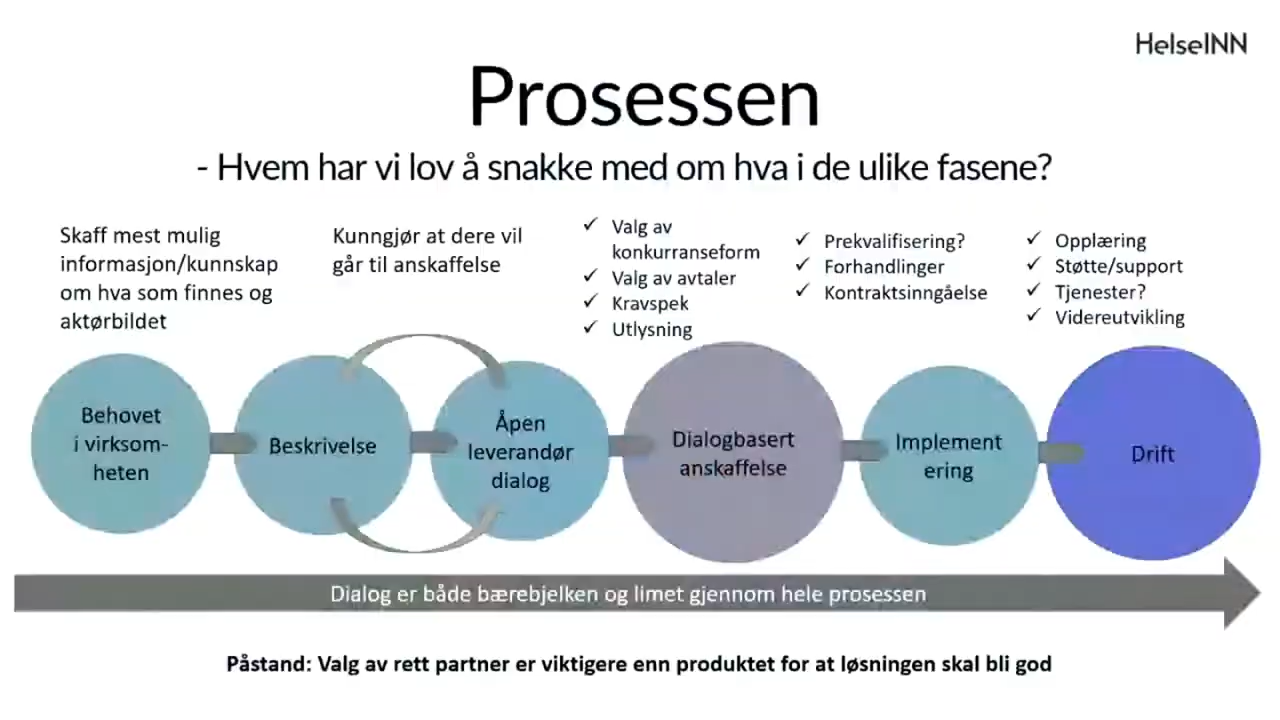 HelseINN
Prosessen
- Hvem har vi lov å snakke med om hva i de ulike fasene?
Skaff mest mulig
informasjon/kunnskap
om hva som finnes og
aktørbildet
Kunngjør at dere vil
går til anskaffelse
✓ Valg av
konkurranseform
✓ Valg av avtaler
✓ Kravspek
✓ Utlysning
✓ Prekvalifisering?
✓ Forhandlinger
✓ Kontraktsinngåelse
✓ Opplæring
✓ Støtte/support
✓ Tjenester?
✓ Videreutvikling
Behovet
i virksom-
heten
Beskrivelse
Åpen
leverandør
dialog
Dialogbasert
anskaffelse
Implement
ering
Drift
Dialog er både bærebjelken og limet gjennom hele prosessen
Påstand: Valg av rett partner er viktigere enn produktet for at løsningen skal bli god